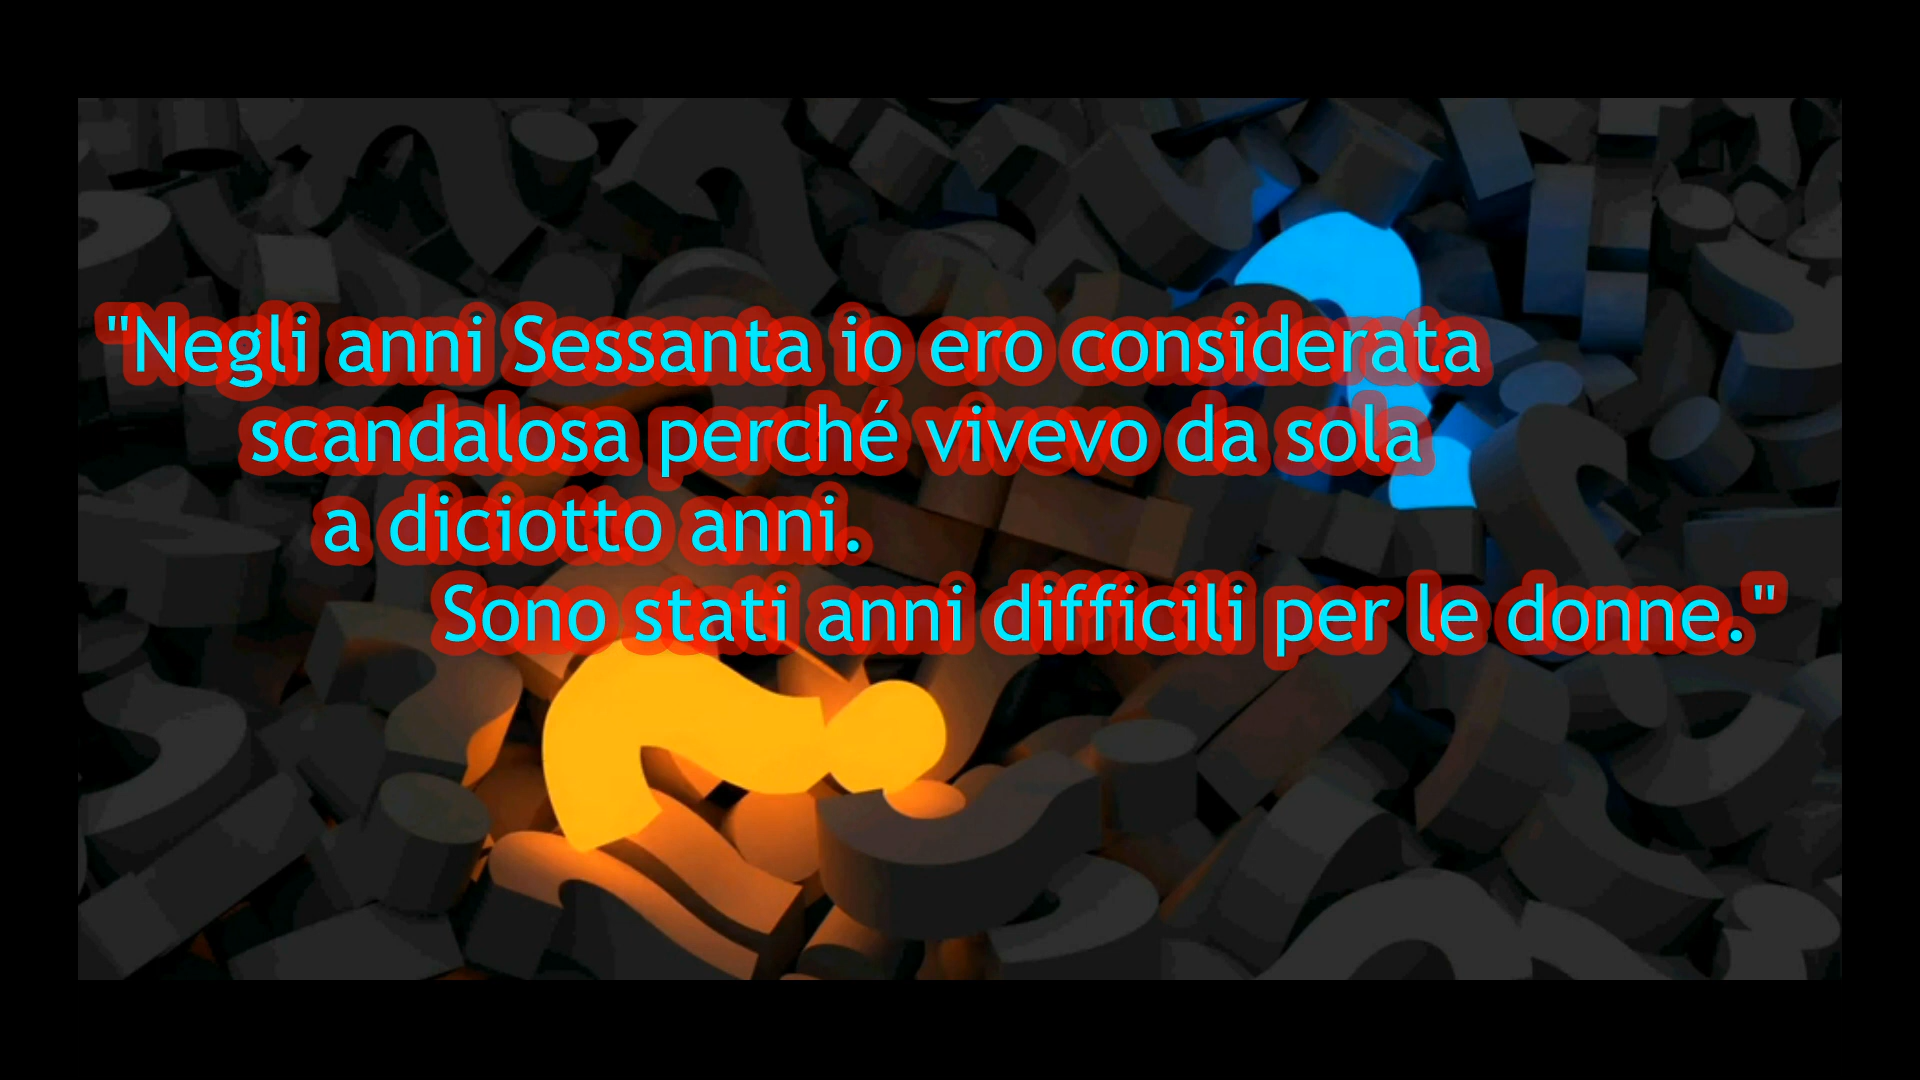 "Negli anni Sessanta io ero considerata
scandalosa perché vivevo da sola
a diciotto anni.
Sono stati anni difficili per le donne."